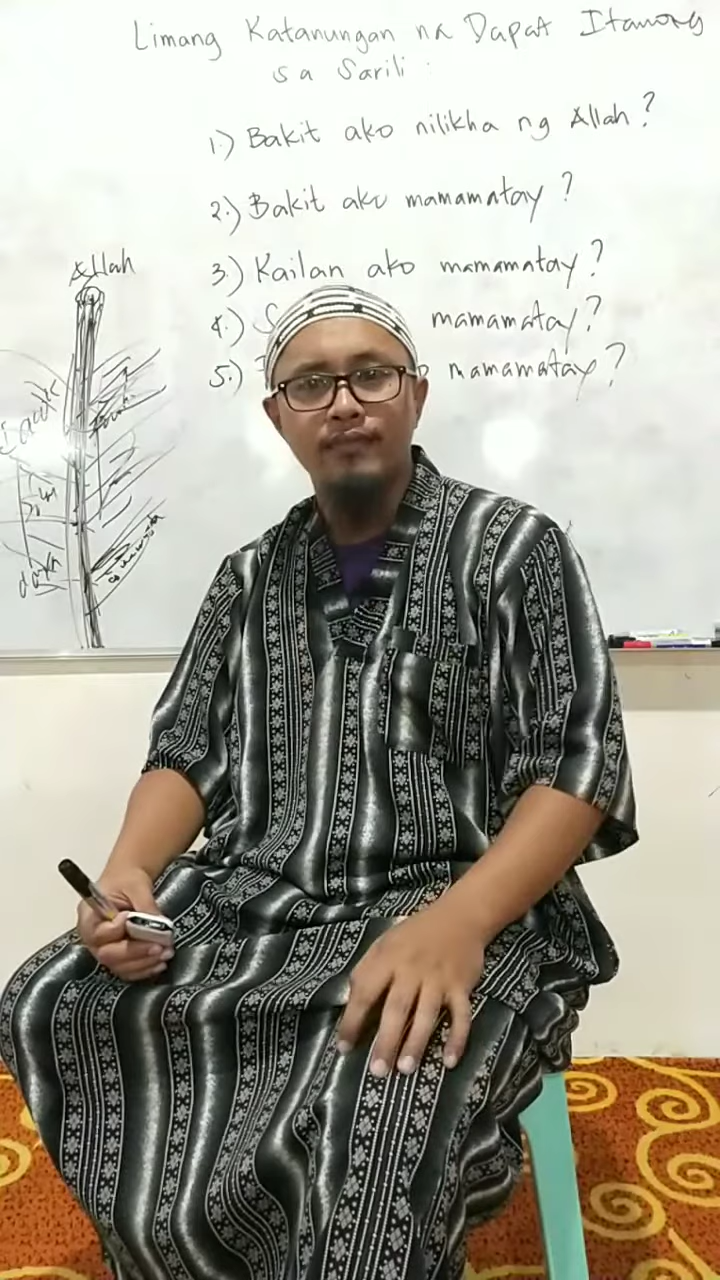 Limang Katanungan na Dapat Itanong
sa Sarili :
1.) Bakit ako nilikha ng Allah?
2.) Bakit ako mamamatay?
3.) Kailan ako mamamatay?
4.) S mamamatay?
5.) mamamatay?
Allah